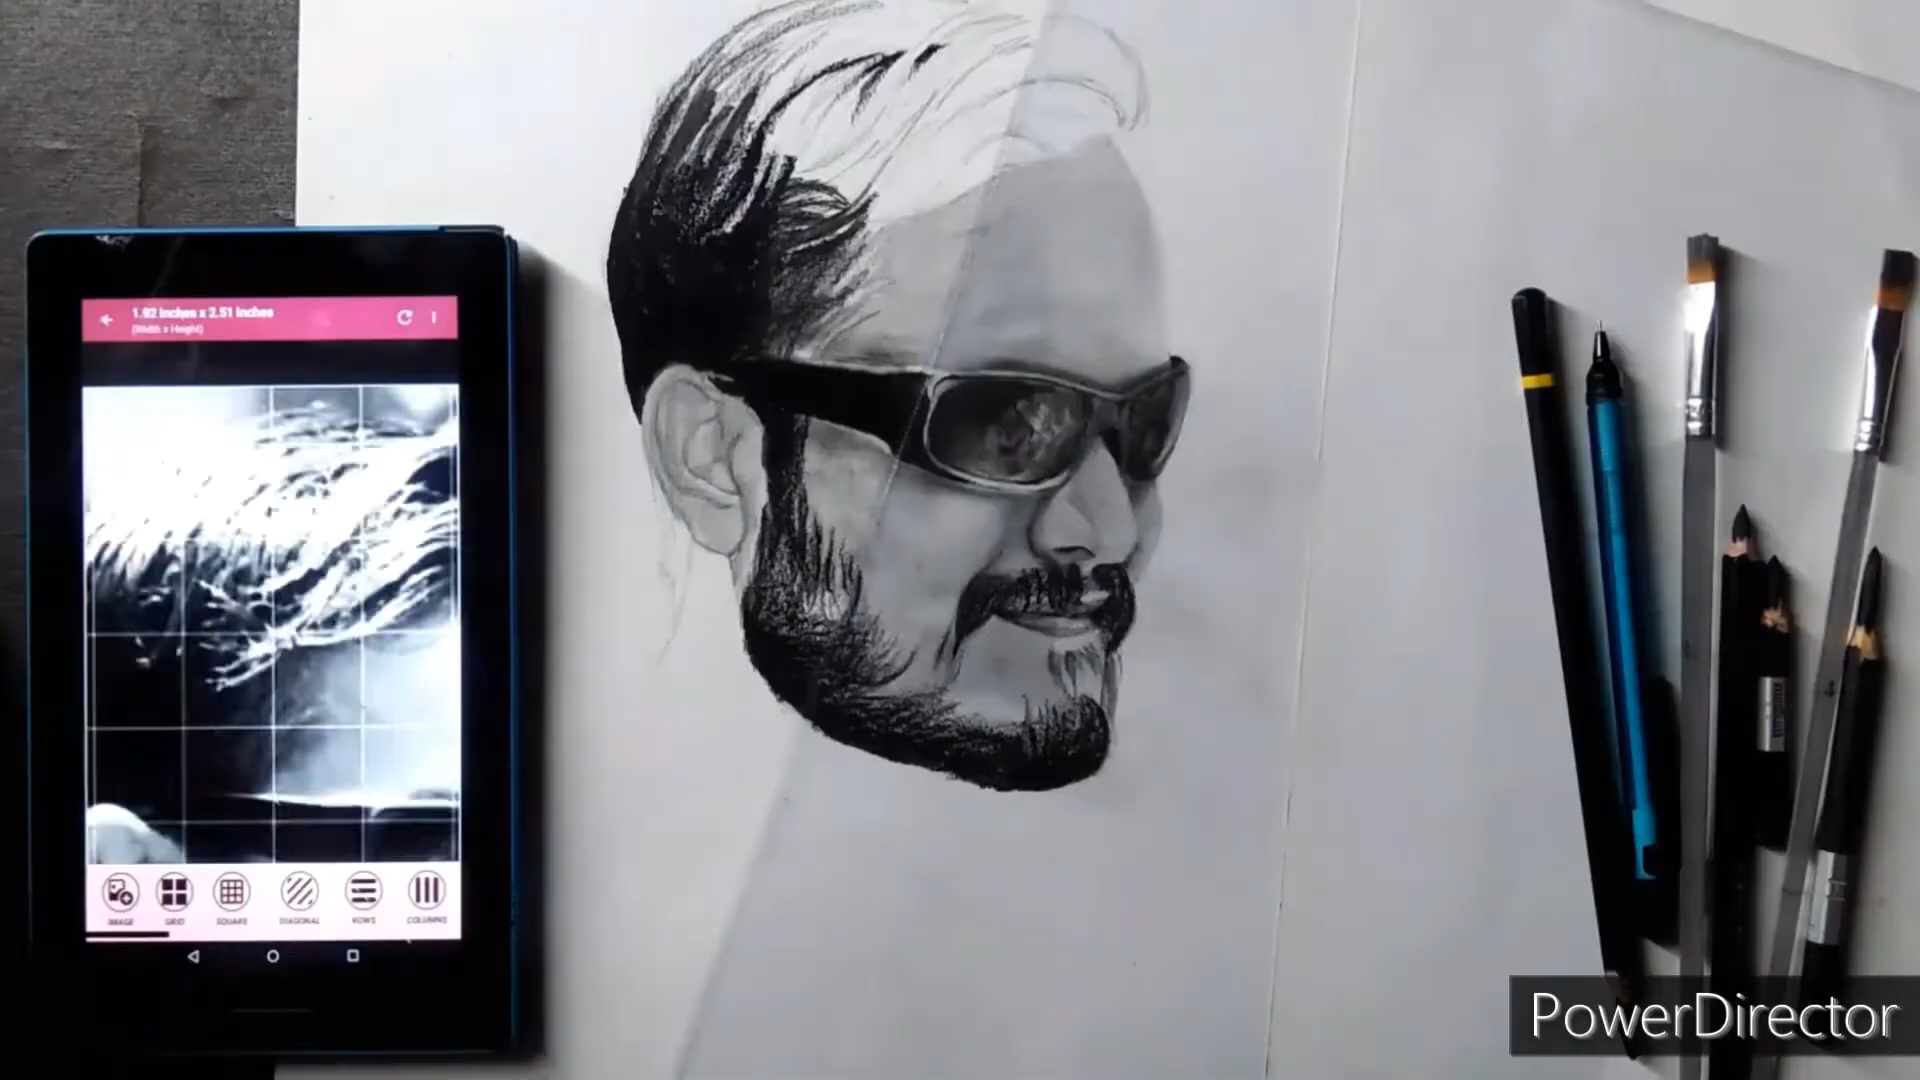 1.92 Inches x 2.51 Inches
(Width x Height)
IMAGE
GRID
SQUARE
DIAGONAL
ROWS
COLUMNS
PowerDirector